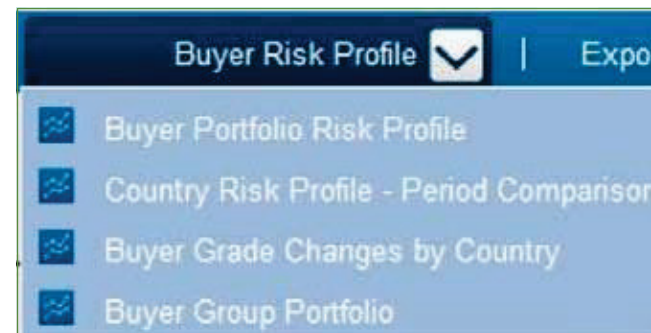 Buyer Risk Profile | Expo
Buyer Portfolio Risk Profile
Country Risk Profile - Period Comparison
Buyer Grade Changes by Country
Buyer Group Portfolio